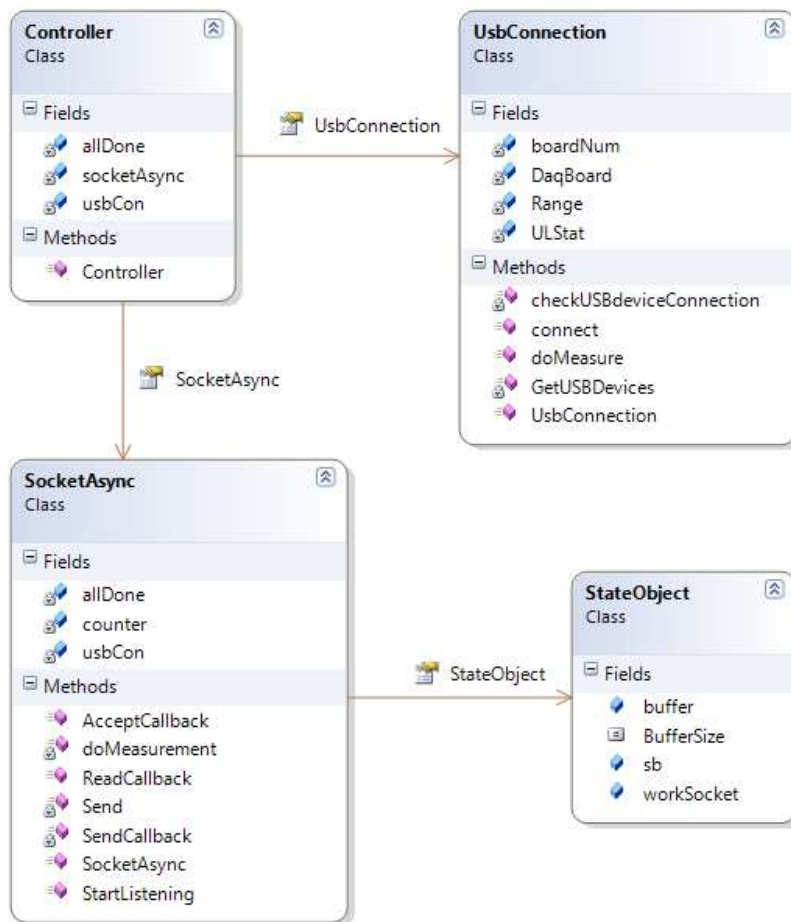 Controller
Class
Fields
allDone
socketAsync
usbCon
Methods
Controller
UsbConnection
UsbConnection
Class
Fields
boardNum
DaqBoard
Range
ULStat
Methods
checkUSBdeviceConnection
connect
doMeasure
GetUSBDevices
UsbConnection
SocketAsync
SocketAsync
Class
Fields
allDone
counter
usbCon
Methods
AcceptCallback
doMeasurement
ReadCallback
Send
SendCallback
SocketAsync
StartListening
StateObject
StateObject
Class
Fields
buffer
BufferSize
sb
workSocket